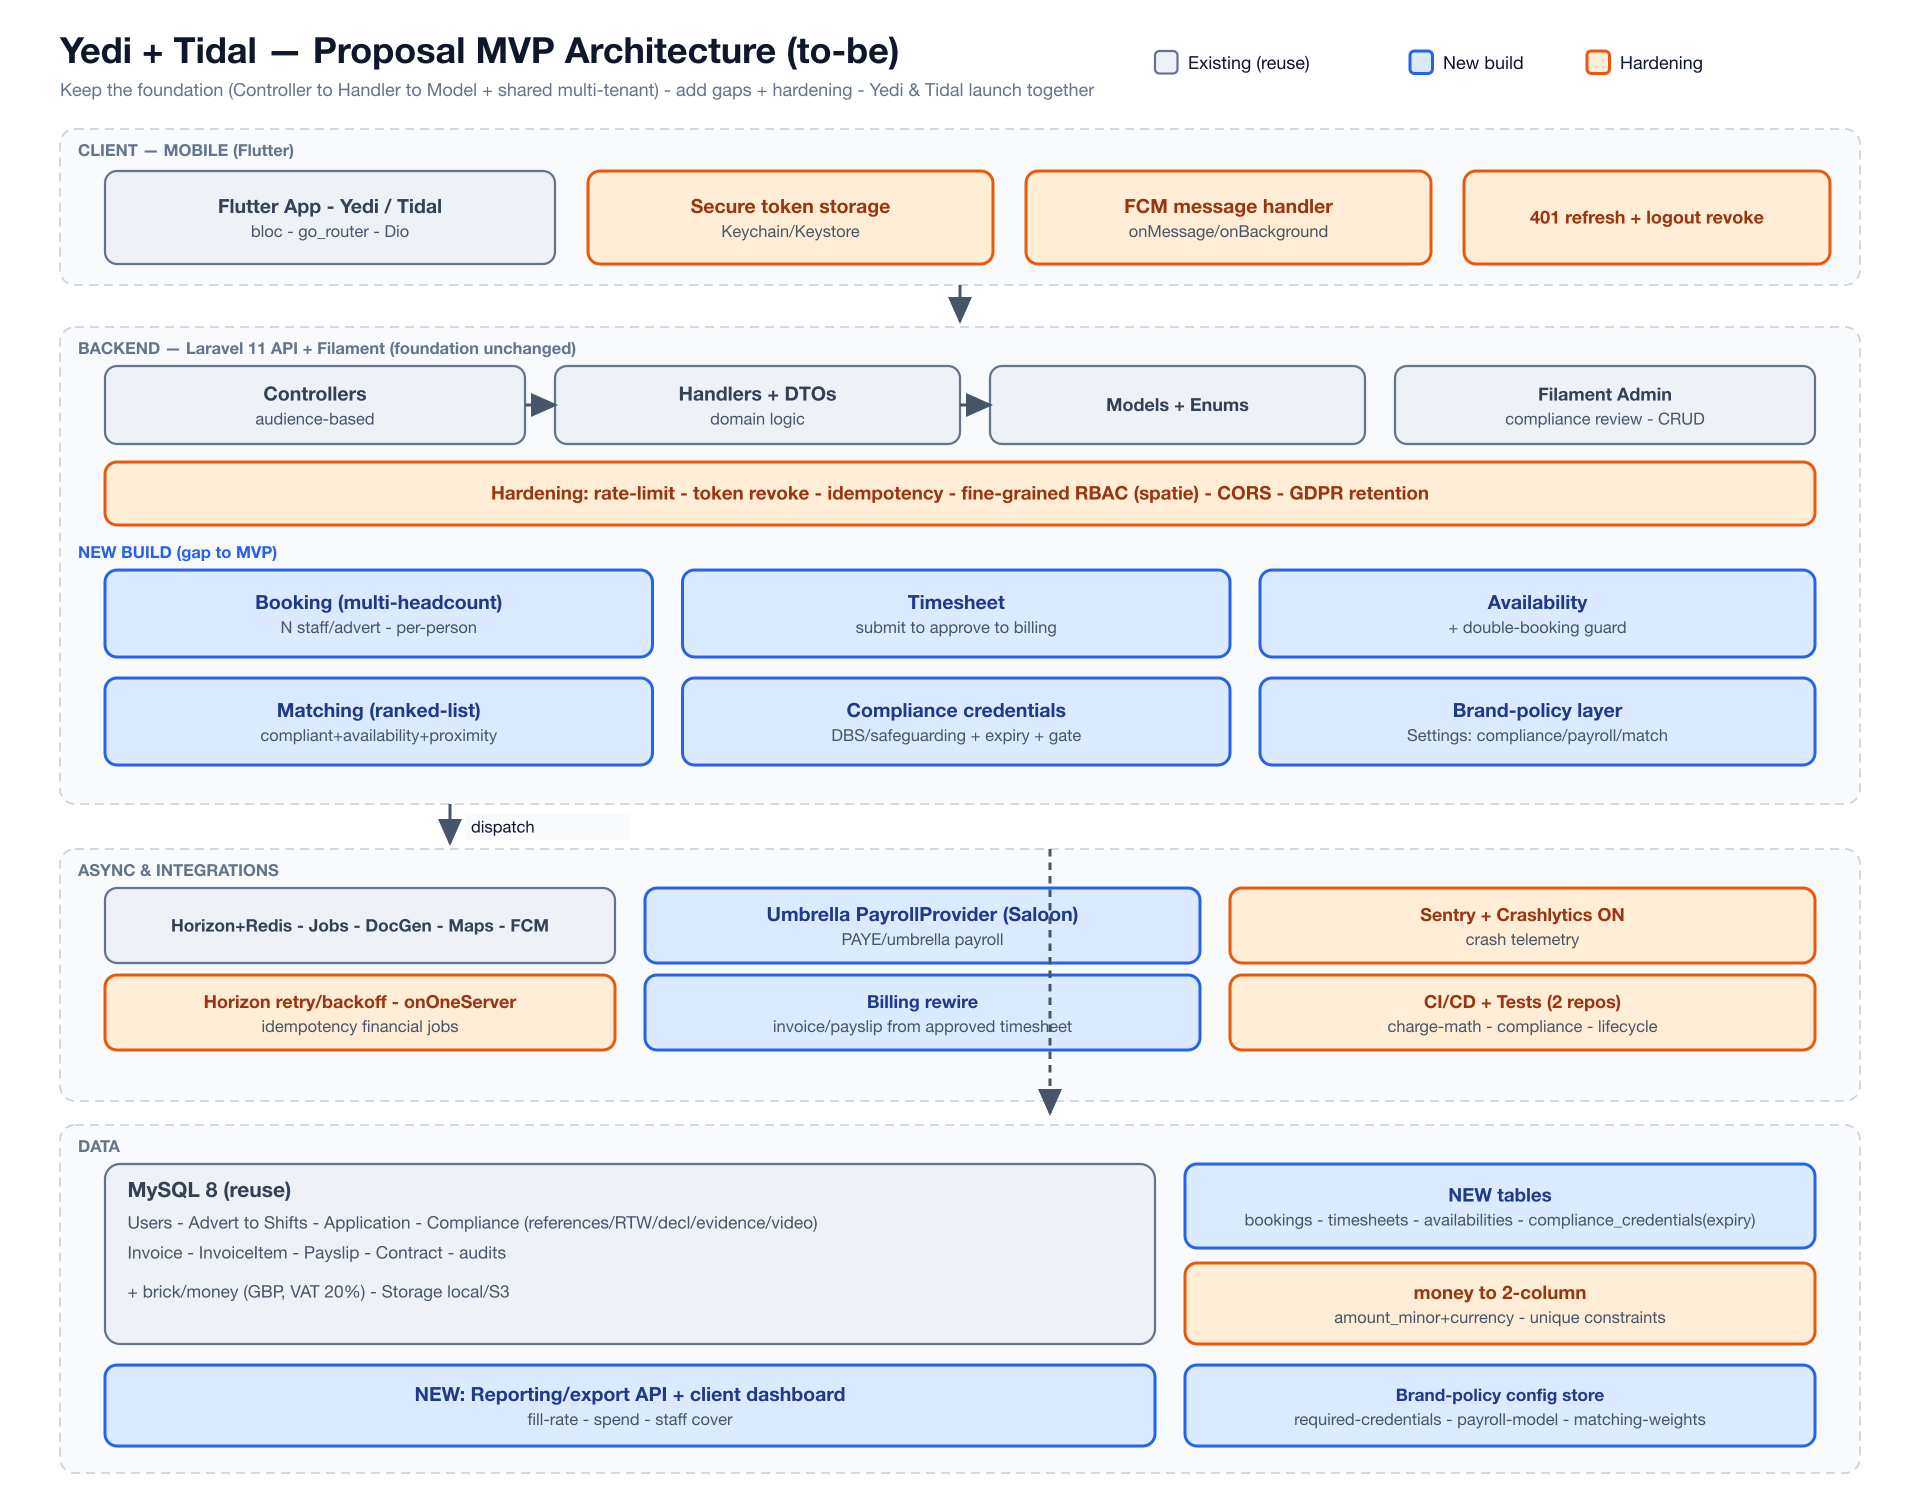 Yedi + Tidal — Proposal MVP Architecture (to-be)
Keep the foundation (Controller to Handler to Model + shared multi-tenant) - add gaps + hardening - Yedi & Tidal launch together
Existing (reuse)
New build
Hardening
CLIENT — MOBILE (Flutter)
Flutter App - Yedi / Tidal
bloc - go_router - Dio
Secure token storage
Keychain/Keystore
FCM message handler
onMessage/onBackground
401 refresh + logout revoke
BACKEND — Laravel 11 API + Filament (foundation unchanged)
Controllers
audience-based
Handlers + DTOs
domain logic
Models + Enums
Filament Admin
compliance review - CRUD
Hardening: rate-limit - token revoke - idempotency - fine-grained RBAC (spatie) - CORS - GDPR retention
NEW BUILD (gap to MVP)
Booking (multi-headcount)
N staff/advert - per-person
Timesheet
submit to approve to billing
Availability
+ double-booking guard
Matching (ranked-list)
compliant+availability+proximity
Compliance credentials
DBS/safeguarding + expiry + gate
Brand-policy layer
Settings: compliance/payroll/match
dispatch
ASYNC & INTEGRATIONS
Horizon+Redis - Jobs - DocGen - Maps - FCM
Umbrella PayrollProvider (Saloon)
PAYE/umbrella payroll
Sentry + Crashlytics ON
crash telemetry
Horizon retry/backoff - onOneServer
idempotency financial jobs
Billing rewire
invoice/payslip from approved timesheet
CI/CD + Tests (2 repos)
charge-math - compliance - lifecycle
DATA
MySQL 8 (reuse)
Users - Advert to Shifts - Application - Compliance (references/RTW/decl/evidence/video)
Invoice - InvoiceItem - Payslip - Contract - audits
+ brick/money (GBP, VAT 20%) - Storage local/S3
NEW tables
bookings - timesheets - availabilities - compliance_credentials(expiry)
money to 2-column
amount_minor+currency - unique constraints
NEW: Reporting/export API + client dashboard
fill-rate - spend - staff cover
Brand-policy config store
required-credentials - payroll-model - matching-weights